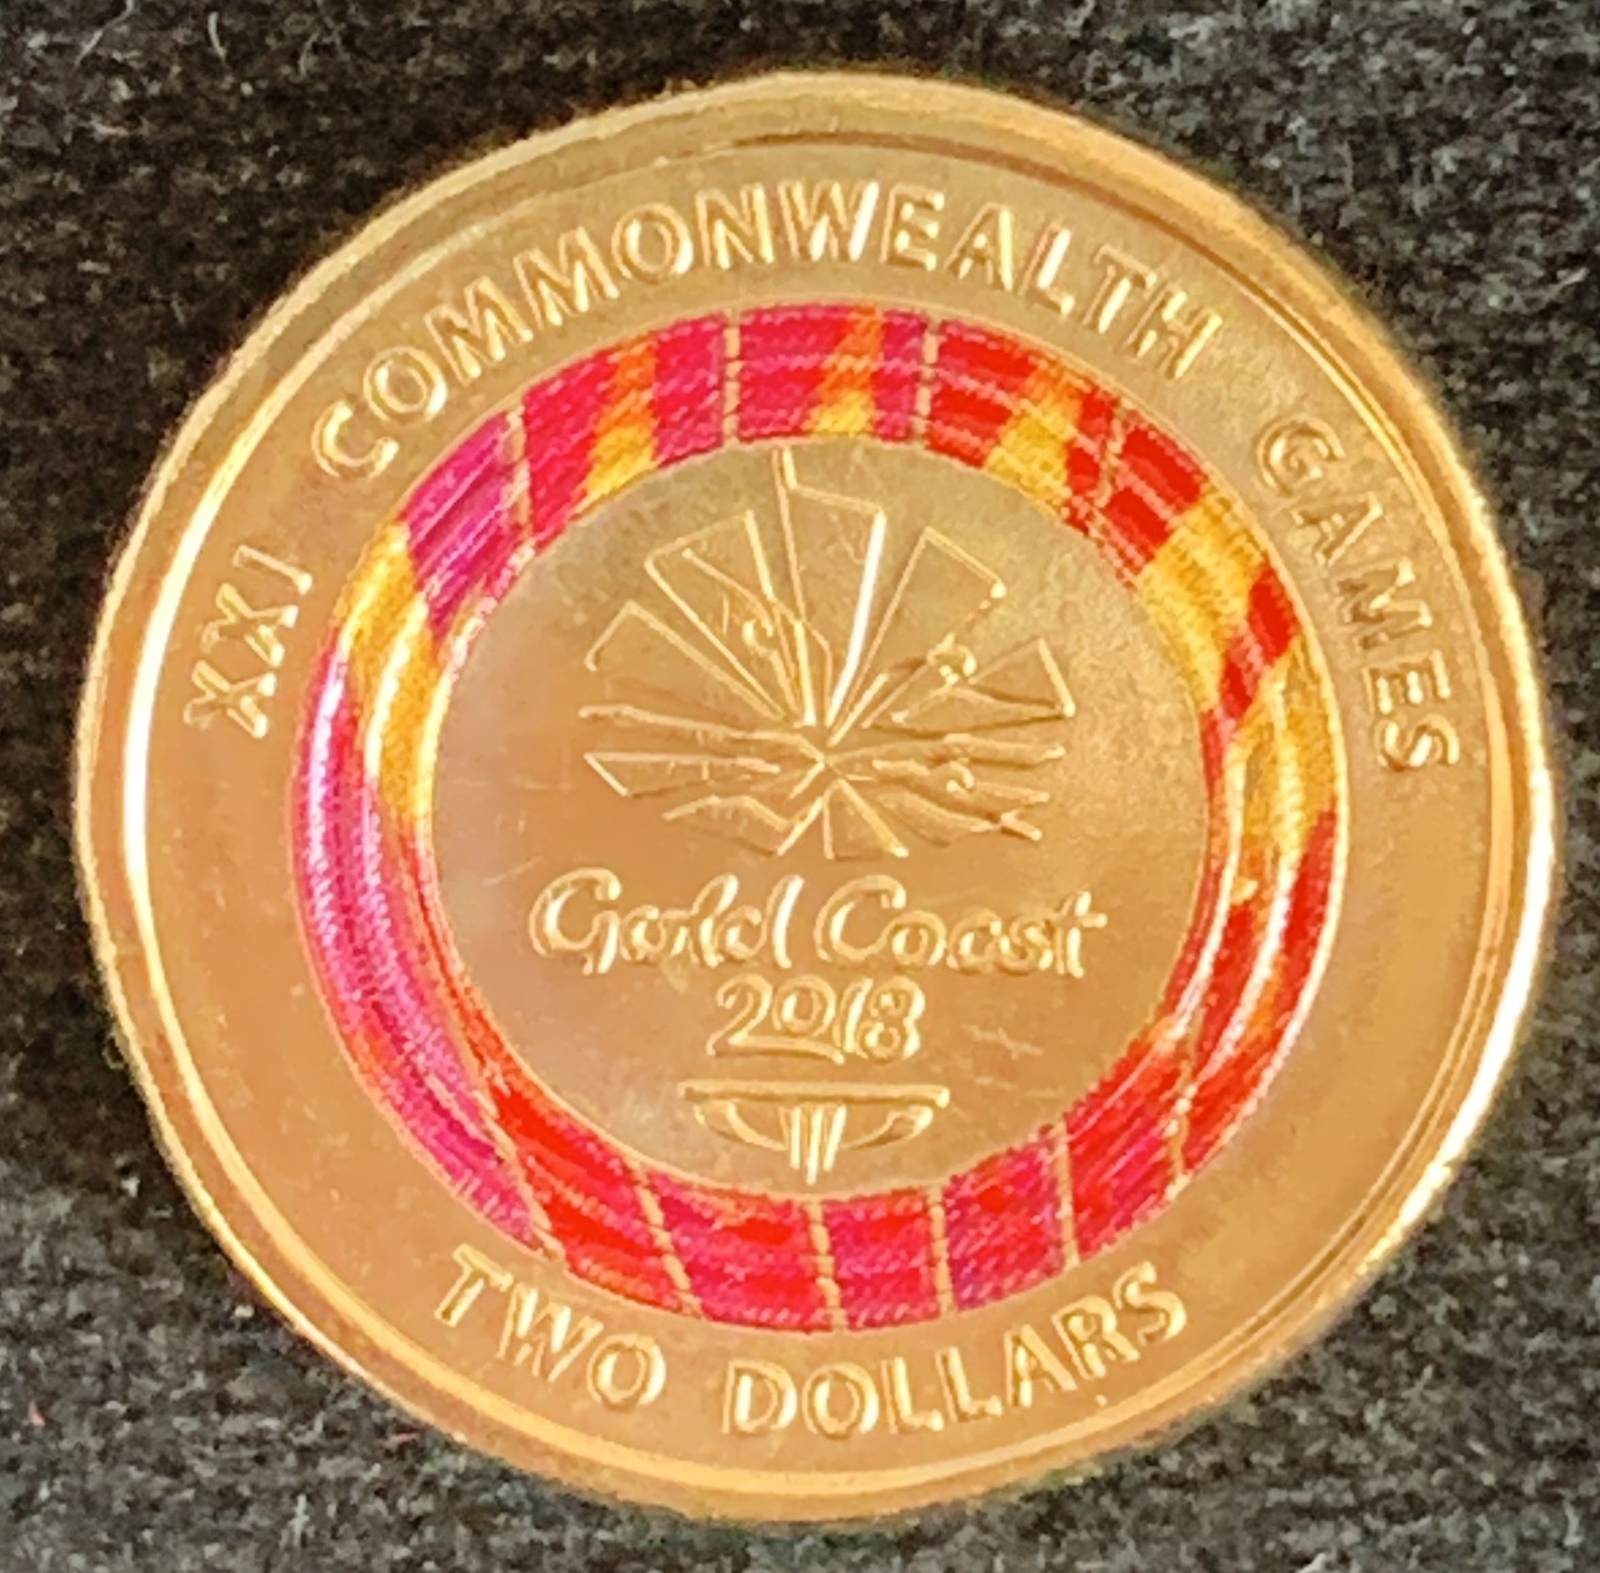 XXI COMMONWEALTH GAMES
Gold Coast
2018
TWO DOLLARS